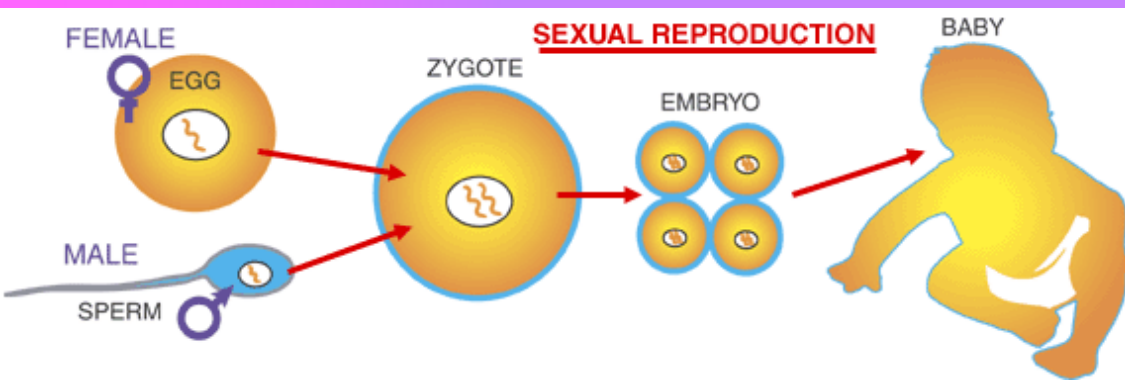 SEXUAL REPRODUCTION
FEMALE
EGG
ZYGOTE
EMBRYO
BABY
MALE
SPERM